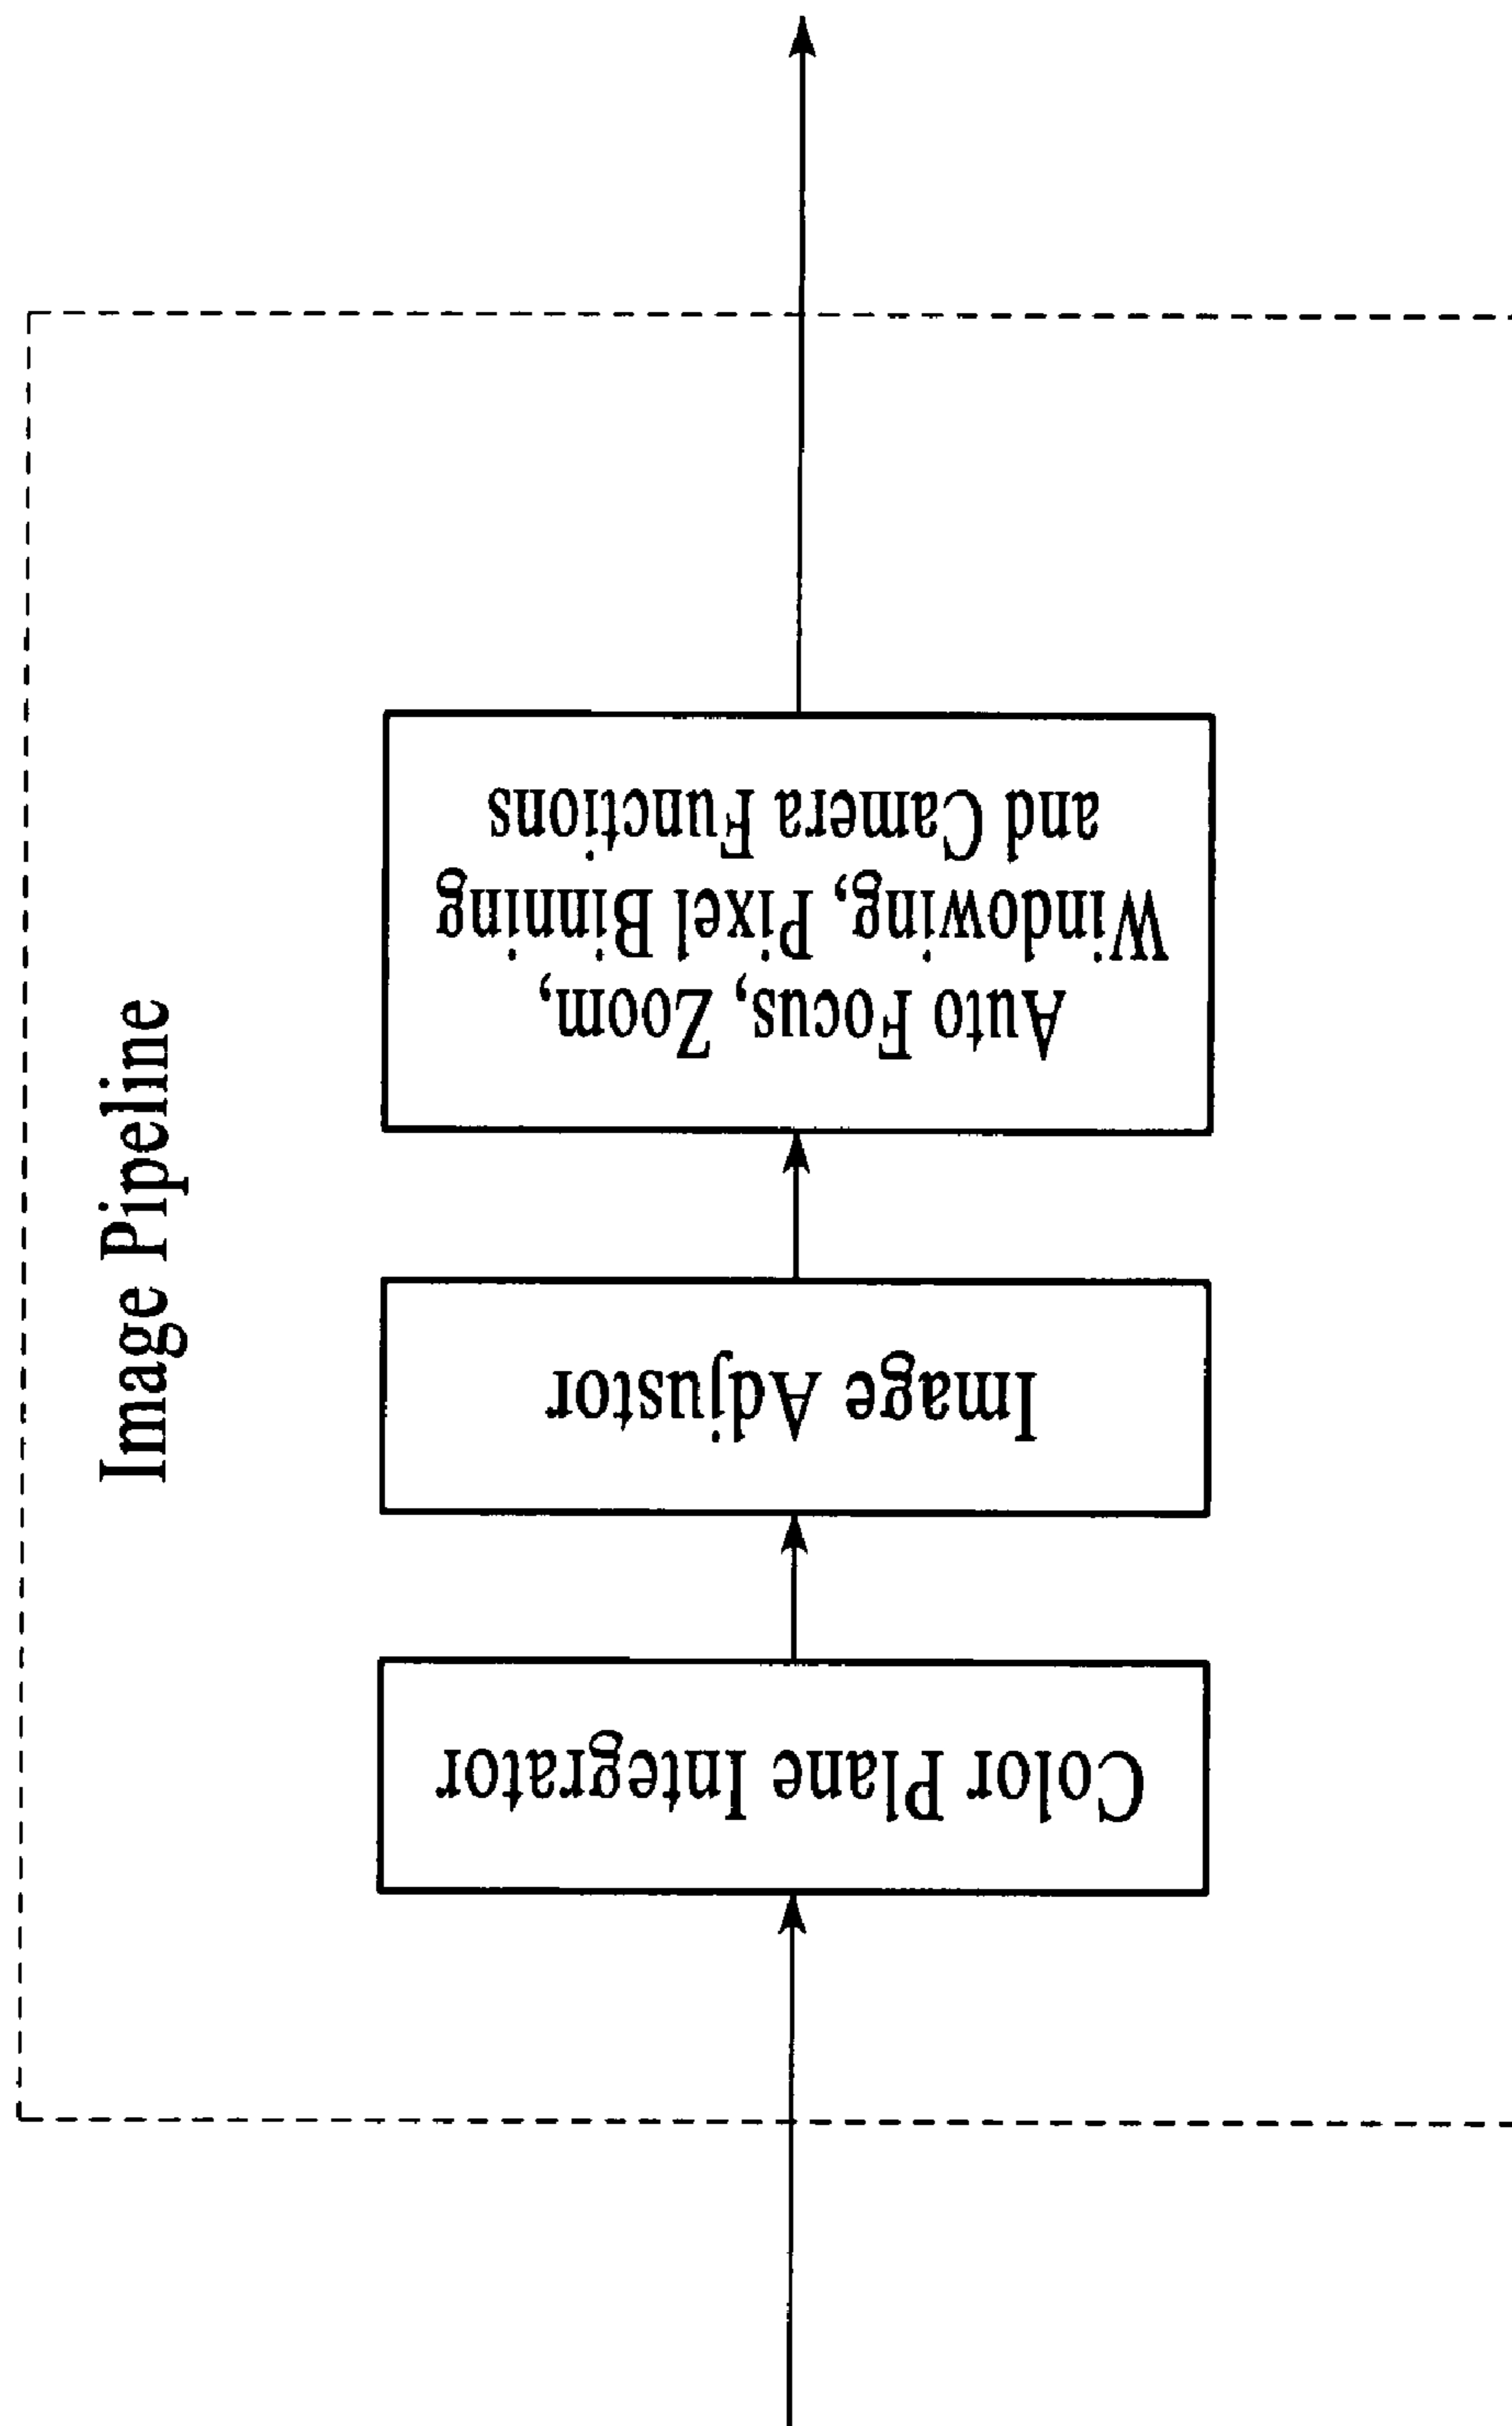 Image Pipeline
Color Plane Integrator
Image Adjustor
Auto Focus, Zoom,
Windowing, Pixel Binning
and Camera Functions